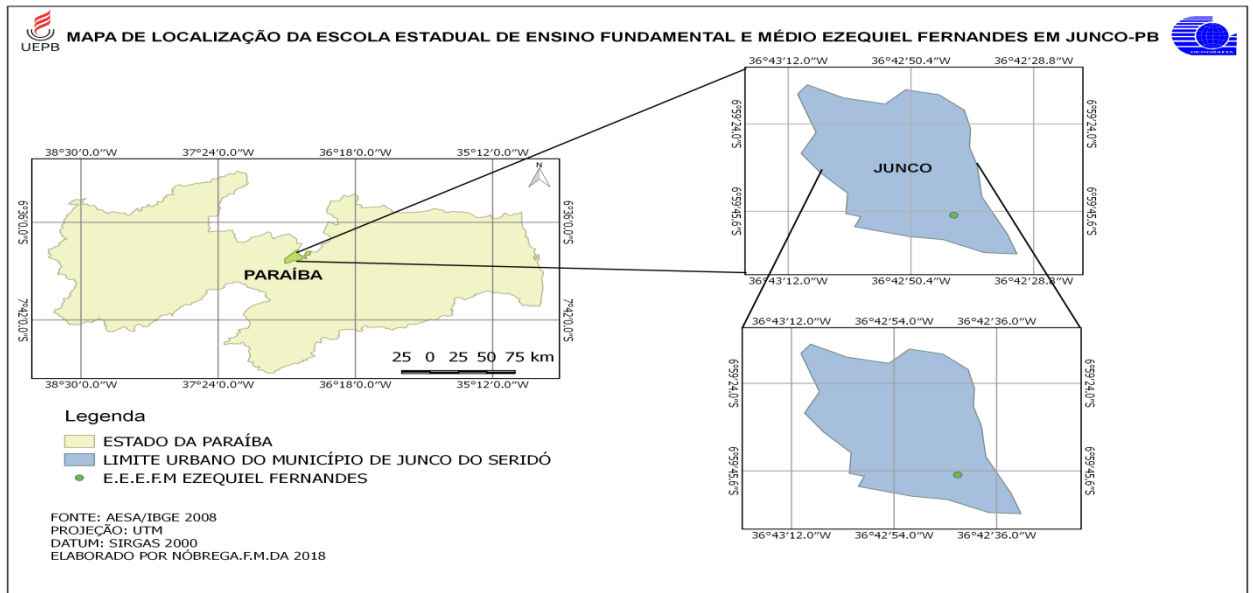 UEPB
MAPA DE LOCALIZAÇÃO DA ESCOLA ESTADUAL DE ENSINO FUNDAMENTAL E MÉDIO EZEQUIEL FERNANDES EM JUNCO-PB
GEOGRAFIA
38°30'0.0"W 37°24'0.0"W 36°18'0.0"W 35°12'0.0"W
N
6°36'0.0"S 6°36'0.0"S
PARAÍBA
7°42'0.0"S 7°42'0.0"S
25 0 25 50 75 km
38°30'0.0"W 37°24'0.0"W 36°18'0.0"W 35°12'0.0"W
36°43'12.0"W 36°42'50.4"W 36°42'28.8"W
6°59'24.0"S 6°59'24.0"S
JUNCO
6°59'45.6"S 6°59'45.6"S
36°43'12.0"W 36°42'50.4"W 36°42'28.8"W
36°43'12.0"W 36°42'54.0"W 36°42'36.0"W
6°59'24.0"S 6°59'24.0"S
6°59'45.6"S 6°59'45.6"S
36°43'12.0"W 36°42'54.0"W 36°42'36.0"W
Legenda
ESTADO DA PARAÍBA
LIMITE URBANO DO MUNICÍPIO DE JUNCO DO SERIDÓ
E.E.E.F.M EZEQUIEL FERNANDES
FONTE: AESA/IBGE 2008
PROJEÇÃO: UTM
DATUM: SIRGAS 2000
ELABORADO POR NÓBREGA.F.M.DA 2018